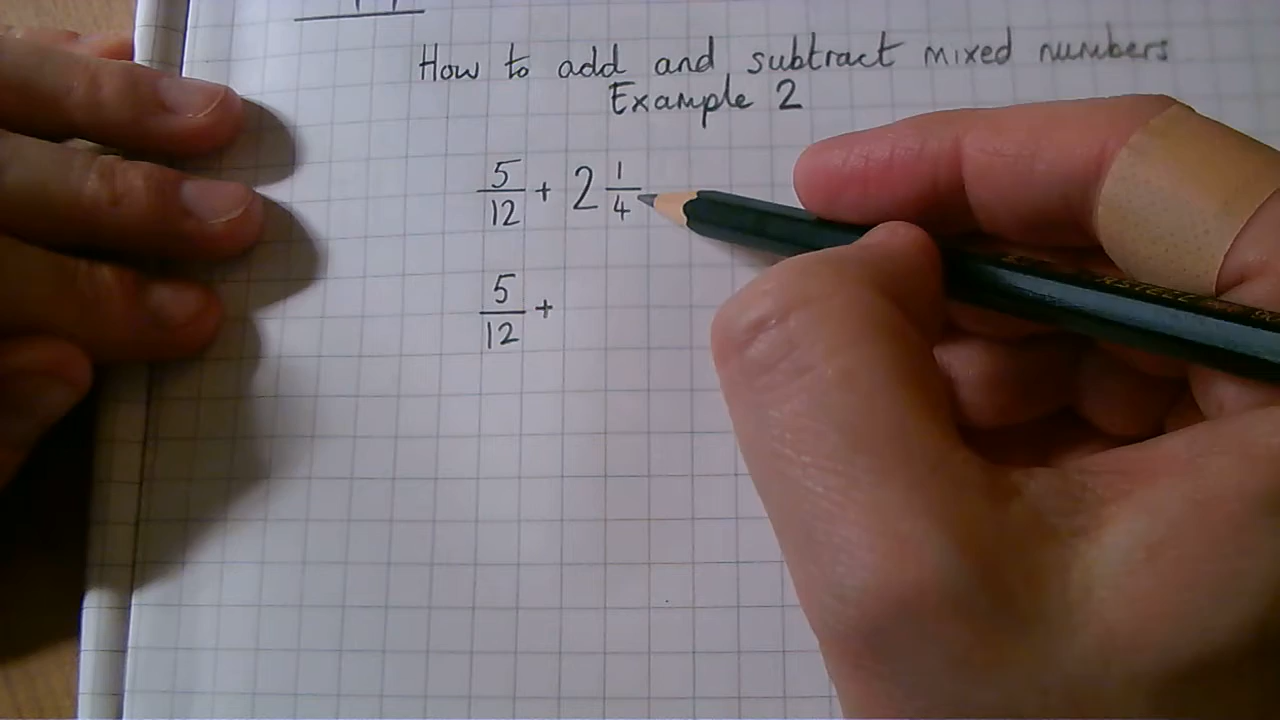 How to add and subtract mixed numbers
Example 2
5/12 + 2 1/4
5/12 +